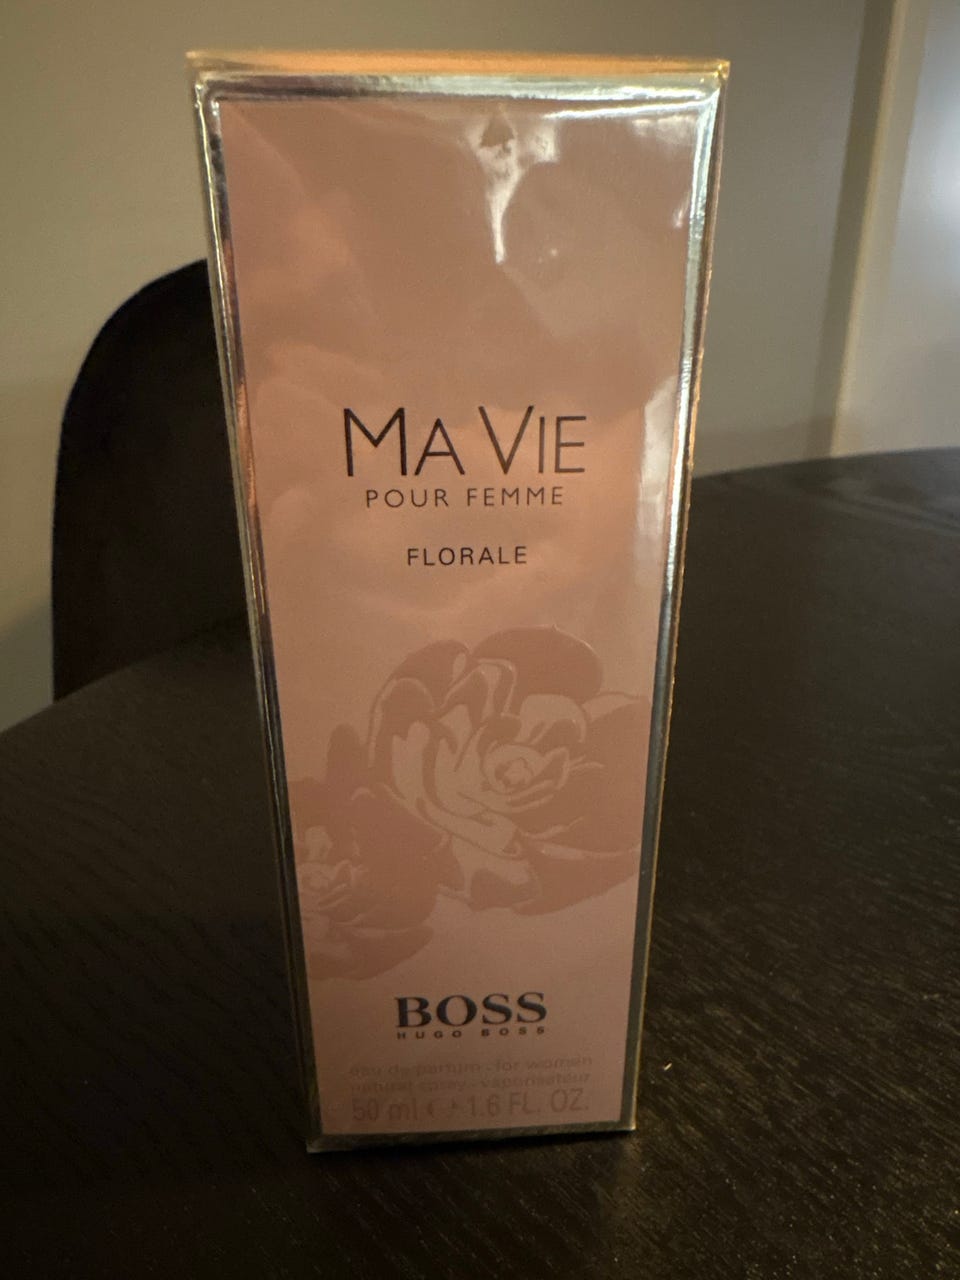 MA VIE
POUR FEMME
FLORALE
BOSS
HUGO BOSS
eau de parfum - for women
natural spray - vaporisateur
50 ml e 1.6 FL. OZ.